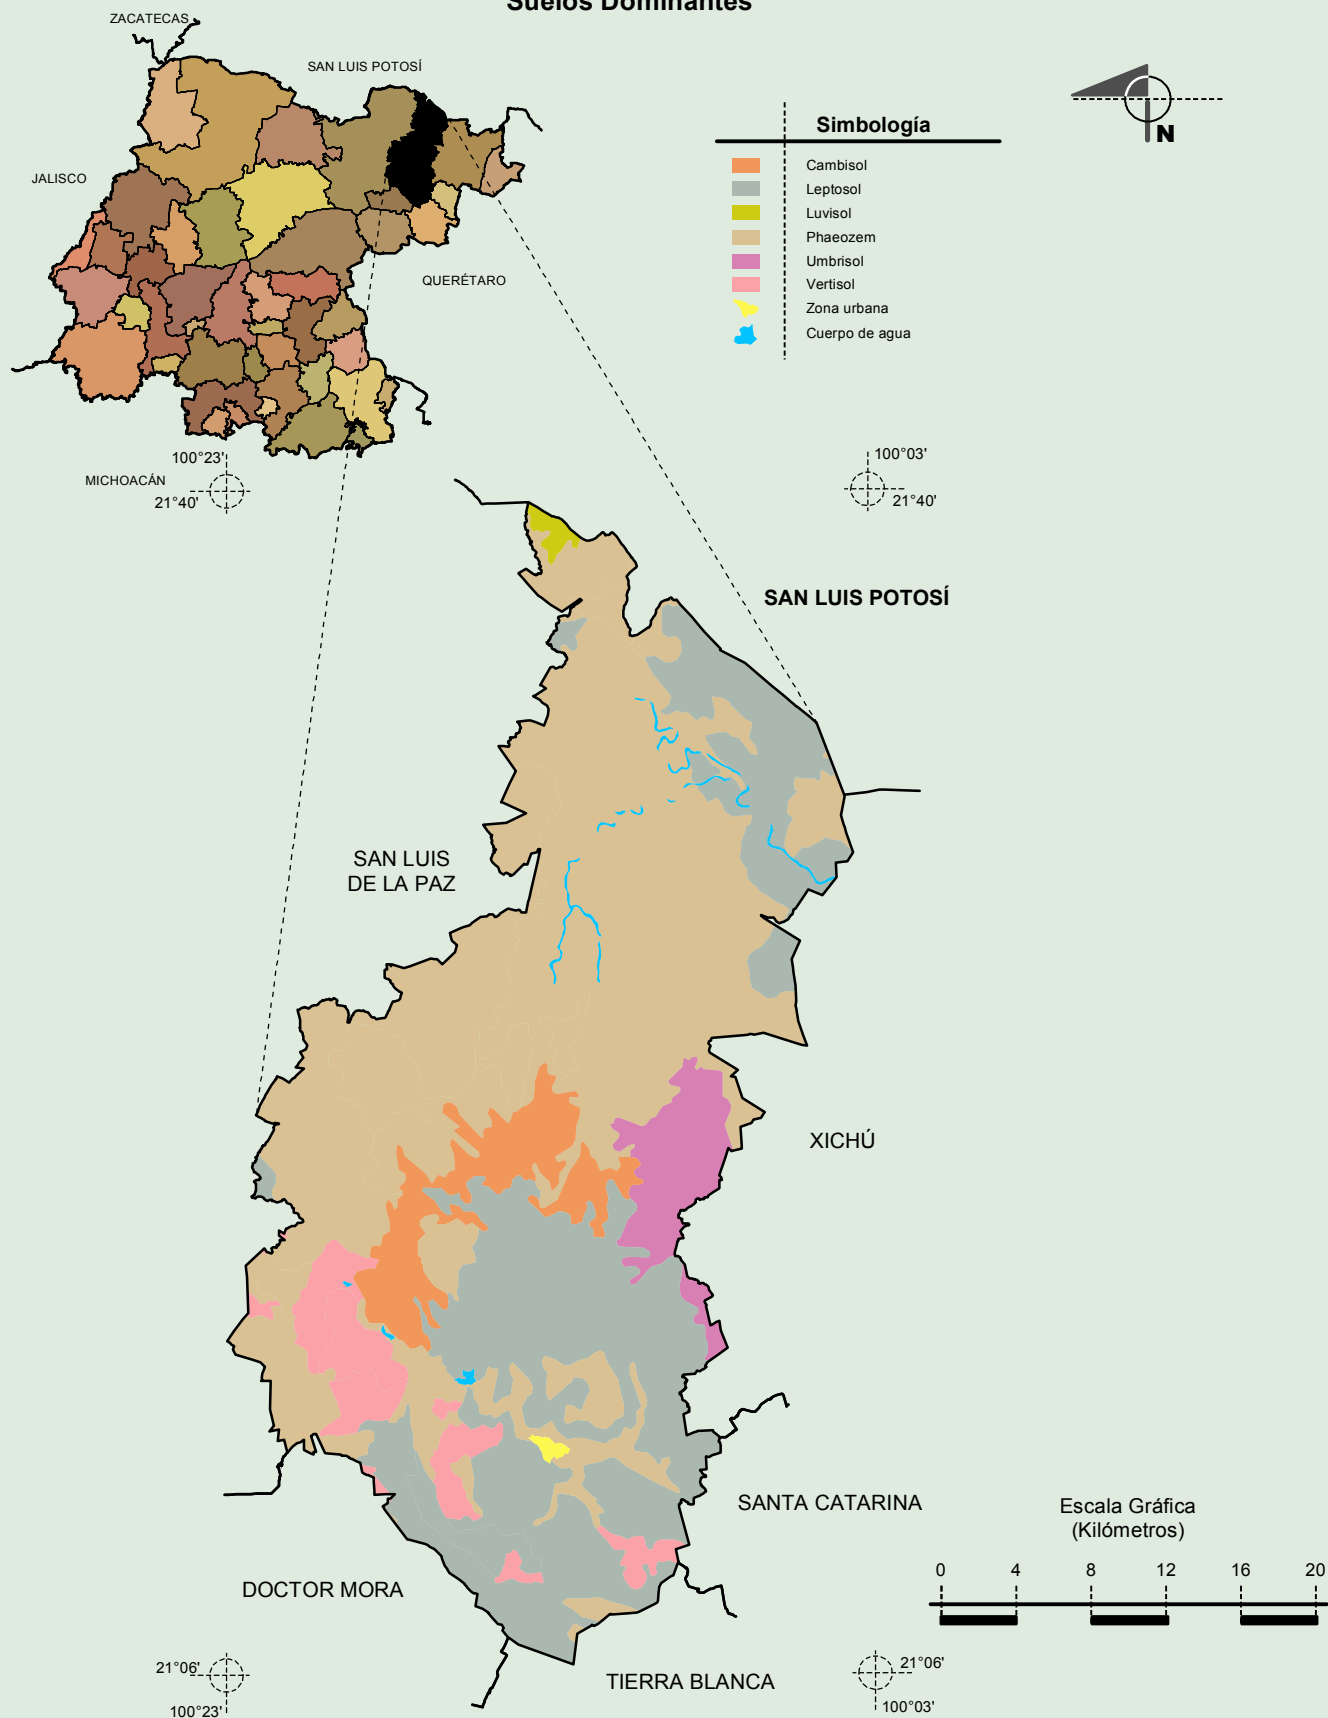 Suelos Dominantes
ZACATECAS
SAN LUIS POTOSÍ
JALISCO
QUERÉTARO
MICHOACÁN
N
Simbología
Cambisol
Leptosol
Luvisol
Phaeozem
Umbrisol
Vertisol
Zona urbana
Cuerpo de agua
100°23'
21°40'
100°03'
21°40'
SAN LUIS POTOSÍ
SAN LUIS
DE LA PAZ
XICHÚ
SANTA CATARINA
DOCTOR MORA
TIERRA BLANCA
Escala Gráfica
(Kilómetros)
0 4 8 12 16 20
21°06'
100°23'
21°06'
100°03'